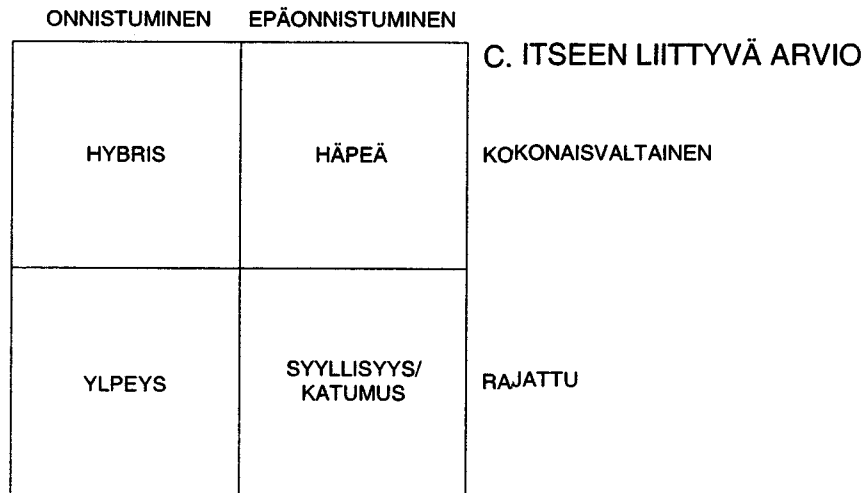 ONNISTUMINEN EPÄONNISTUMINEN
C. ITSEEN LIITTYVÄ ARVIO
HYBRIS HÄPEÄ KOKONAISVALTAINEN
YLPEYS SYYLLISYYS/
KATUMUS RAJATTU